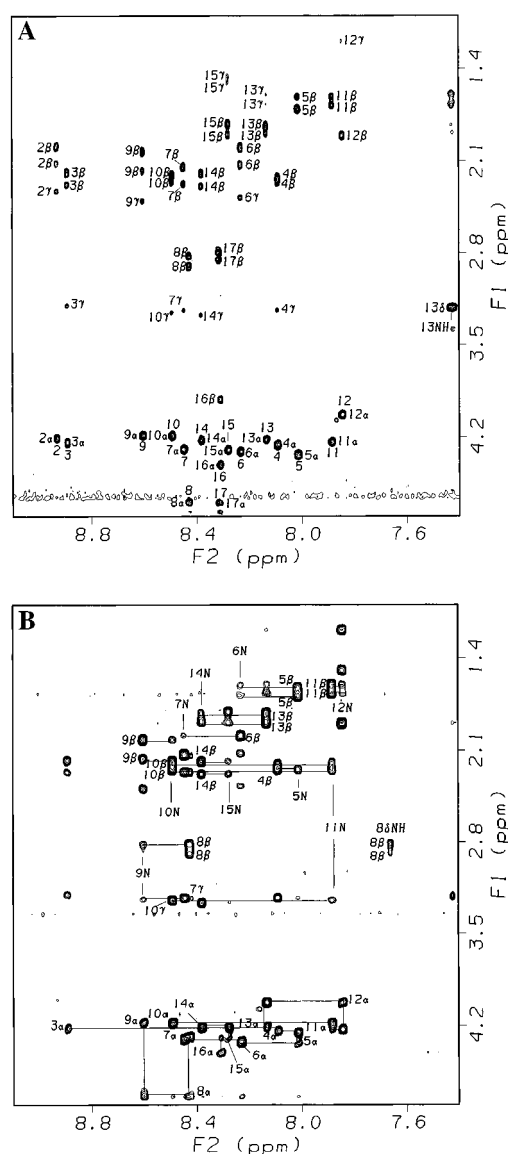 A
12γ
1.4
15γ
15γ
13γ
13γ
5β
5β
11β
11β
15β
15β
13β
13β
12β
2β
2β
2γ
3β
3β
9β
9β
9γ
7β
7β
10β
10β
14β
14β
6β
6β
6γ
4β
4β
2.1
8β
8β
17β
17β
2.8
3γ
7γ
10γ
14γ
4γ
13δ
13NHε
3.5
F1 (ppm)
16β
12
12α
2α
2
3α
3
9α
9
10
10α
7α
7
14
14α
15
15α
16α
16
13
13α
6α
6
4α
4
5α
5
11α
11
4.2
8
8α
17
17α
8.8
8.4
8.0
7.6
F2 (ppm)
B
6N
1.4
14N
7N
5β
5β
11β
11β
12N
13β
13β
9β
9β
6β
14β
14β
10β
10β
4β
2.1
10N
15N
5N
11N
8δNH
8β
8β
8β
8β
2.8
9N
7γ
10γ
3.5
F1 (ppm)
14α
12α
3α
9α
10α
13α
11α
4.2
7α
4α
5α
16α
15α
6α
8α
8.8
8.4
8.0
7.6
F2 (ppm)